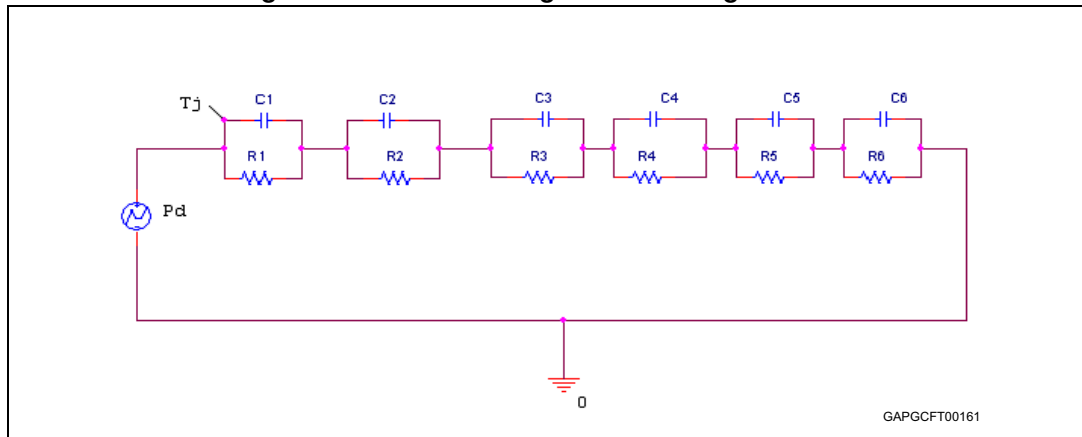 Tj
C1 C2 C3 C4 C5 C6
R1 R2 R3 R4 R5 R6
Pd
0
GAPGCFT00161